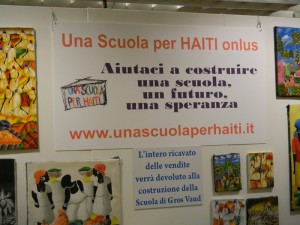 Una Scuola per HAITI onlus
UNA SCUOLA
PER HAITI
Aiutaci a costruire
una scuola,
un futuro,
una speranza
www.unascuolaperhaiti.it
L'intero ricavato
delle vendite
verrà devoluto alla
costruzione della
Scuola di Gros Vaud